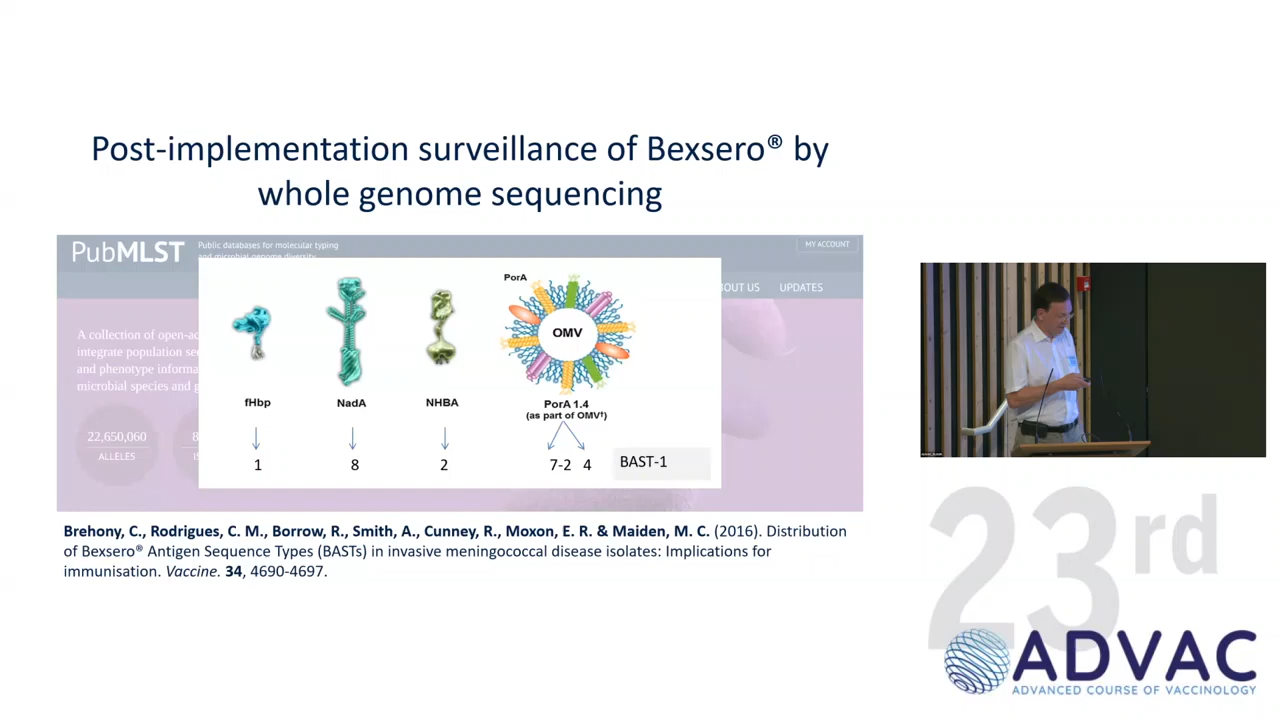 Post-implementation surveillance of Bexsero® by
whole genome sequencing
PubMLST
Public databases for molecular typing
and microbial genome diversity
MY ACCOUNT
OUT US
UPDATES
A collection of open-ac
integrate population se
and phenotype informa
microbial species and g
22,650,060
ALLELES
8
IS
fHbp
NadA
NHBA
PorA
OMV
PorA 1.4
(as part of OMV†)
1
8
2
7-2
4
BAST-1
Brehony, C., Rodrigues, C. M., Borrow, R., Smith, A., Cunney, R., Moxon, E. R. & Maiden, M. C. (2016). Distribution
of Bexsero® Antigen Sequence Types (BASTs) in invasive meningococcal disease isolates: Implications for
immunisation. Vaccine. 34, 4690-4697.
23rd
ADVAC
ADVANCED COURSE OF VACCINOLOGY